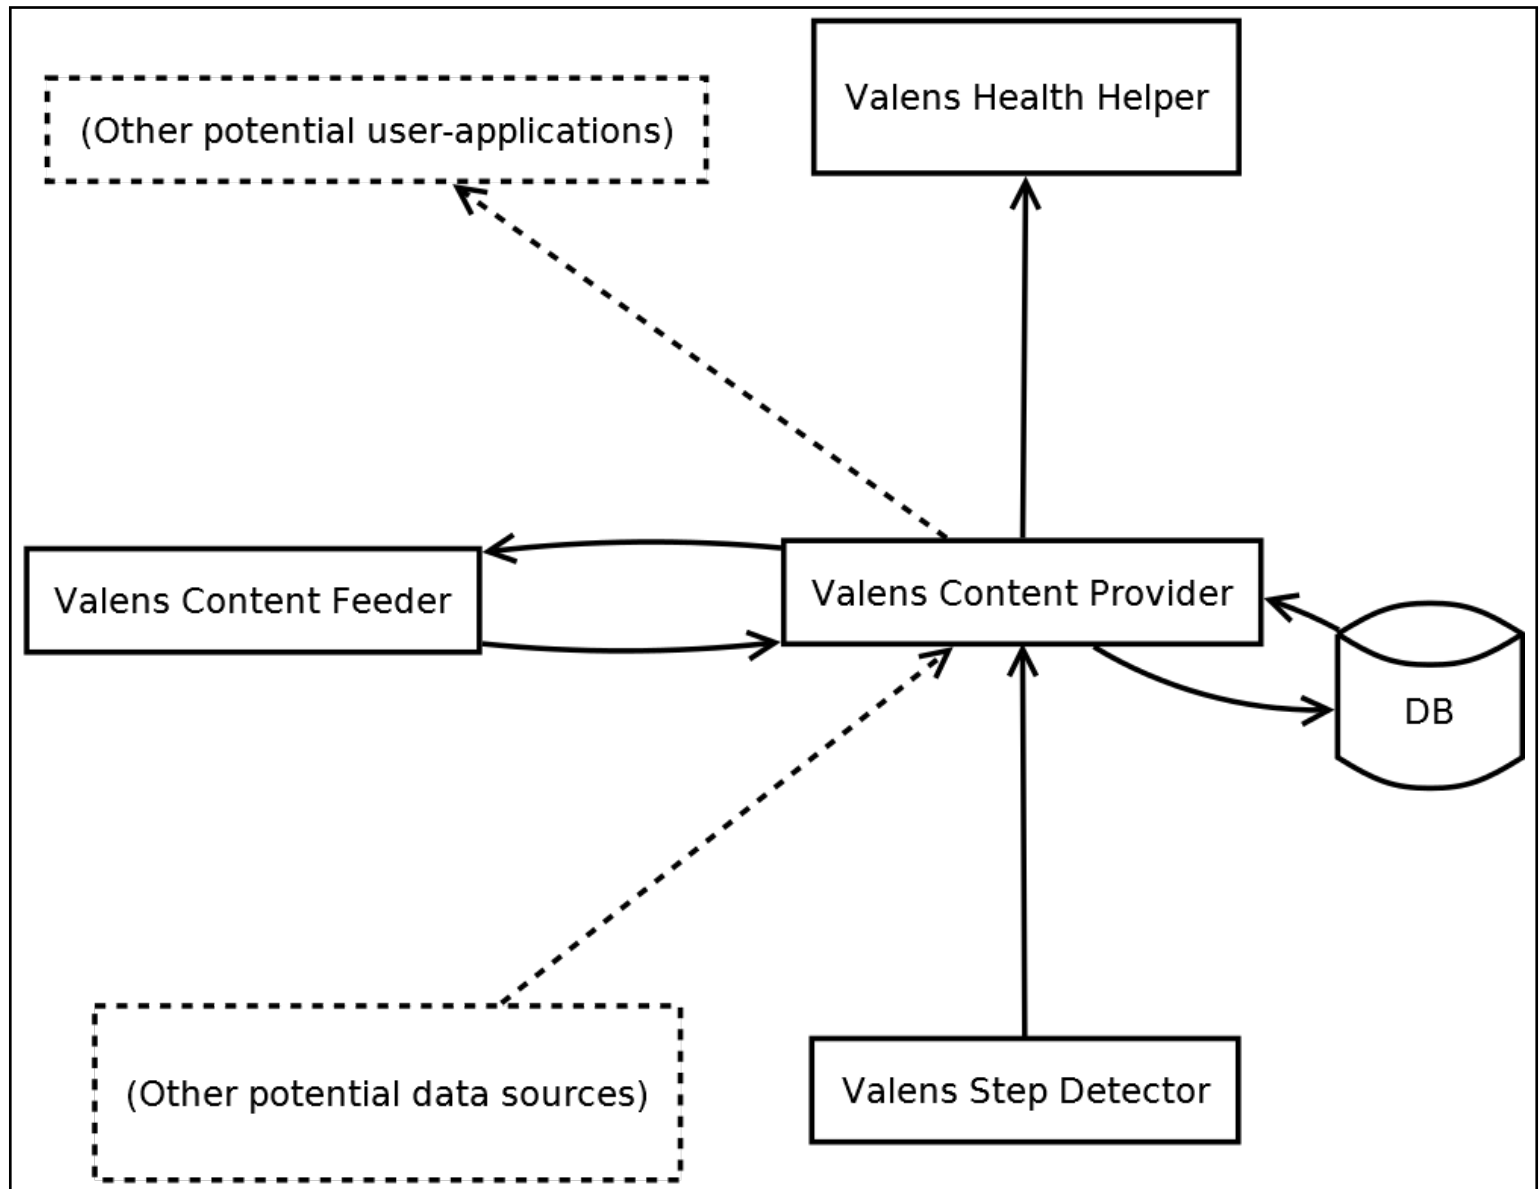 Valens Health Helper
(Other potential user-applications)
Valens Content Feeder
Valens Content Provider
DB
(Other potential data sources)
Valens Step Detector